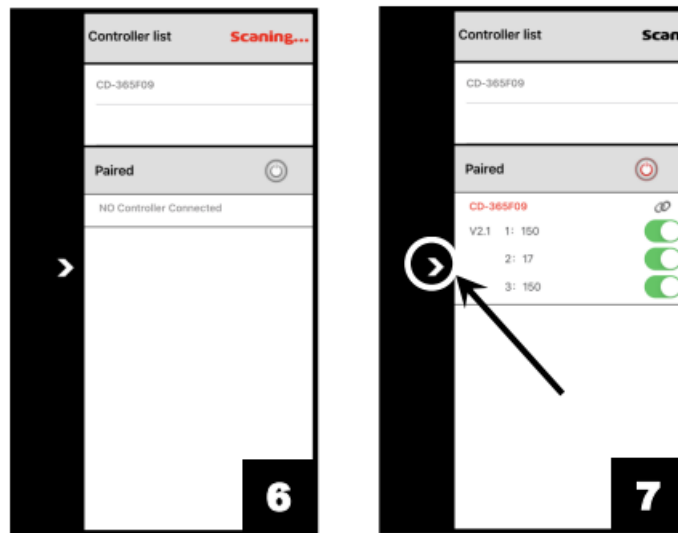 Controller list Scaning...
CD-365F09
Paired
NO Controller Connected
6
Controller list Scan
CD-365F09
Paired
CD-365F09
V2.1 1: 150
2: 17
3: 150
7